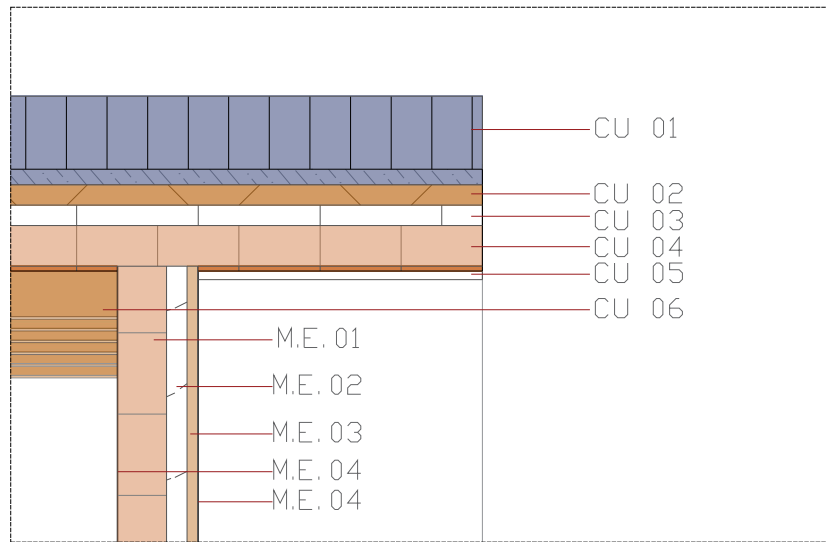 CU 01
CU 02
CU 03
CU 04
CU 05
CU 06
M.E. 01
M.E. 02
M.E. 03
M.E. 04
M.E. 04